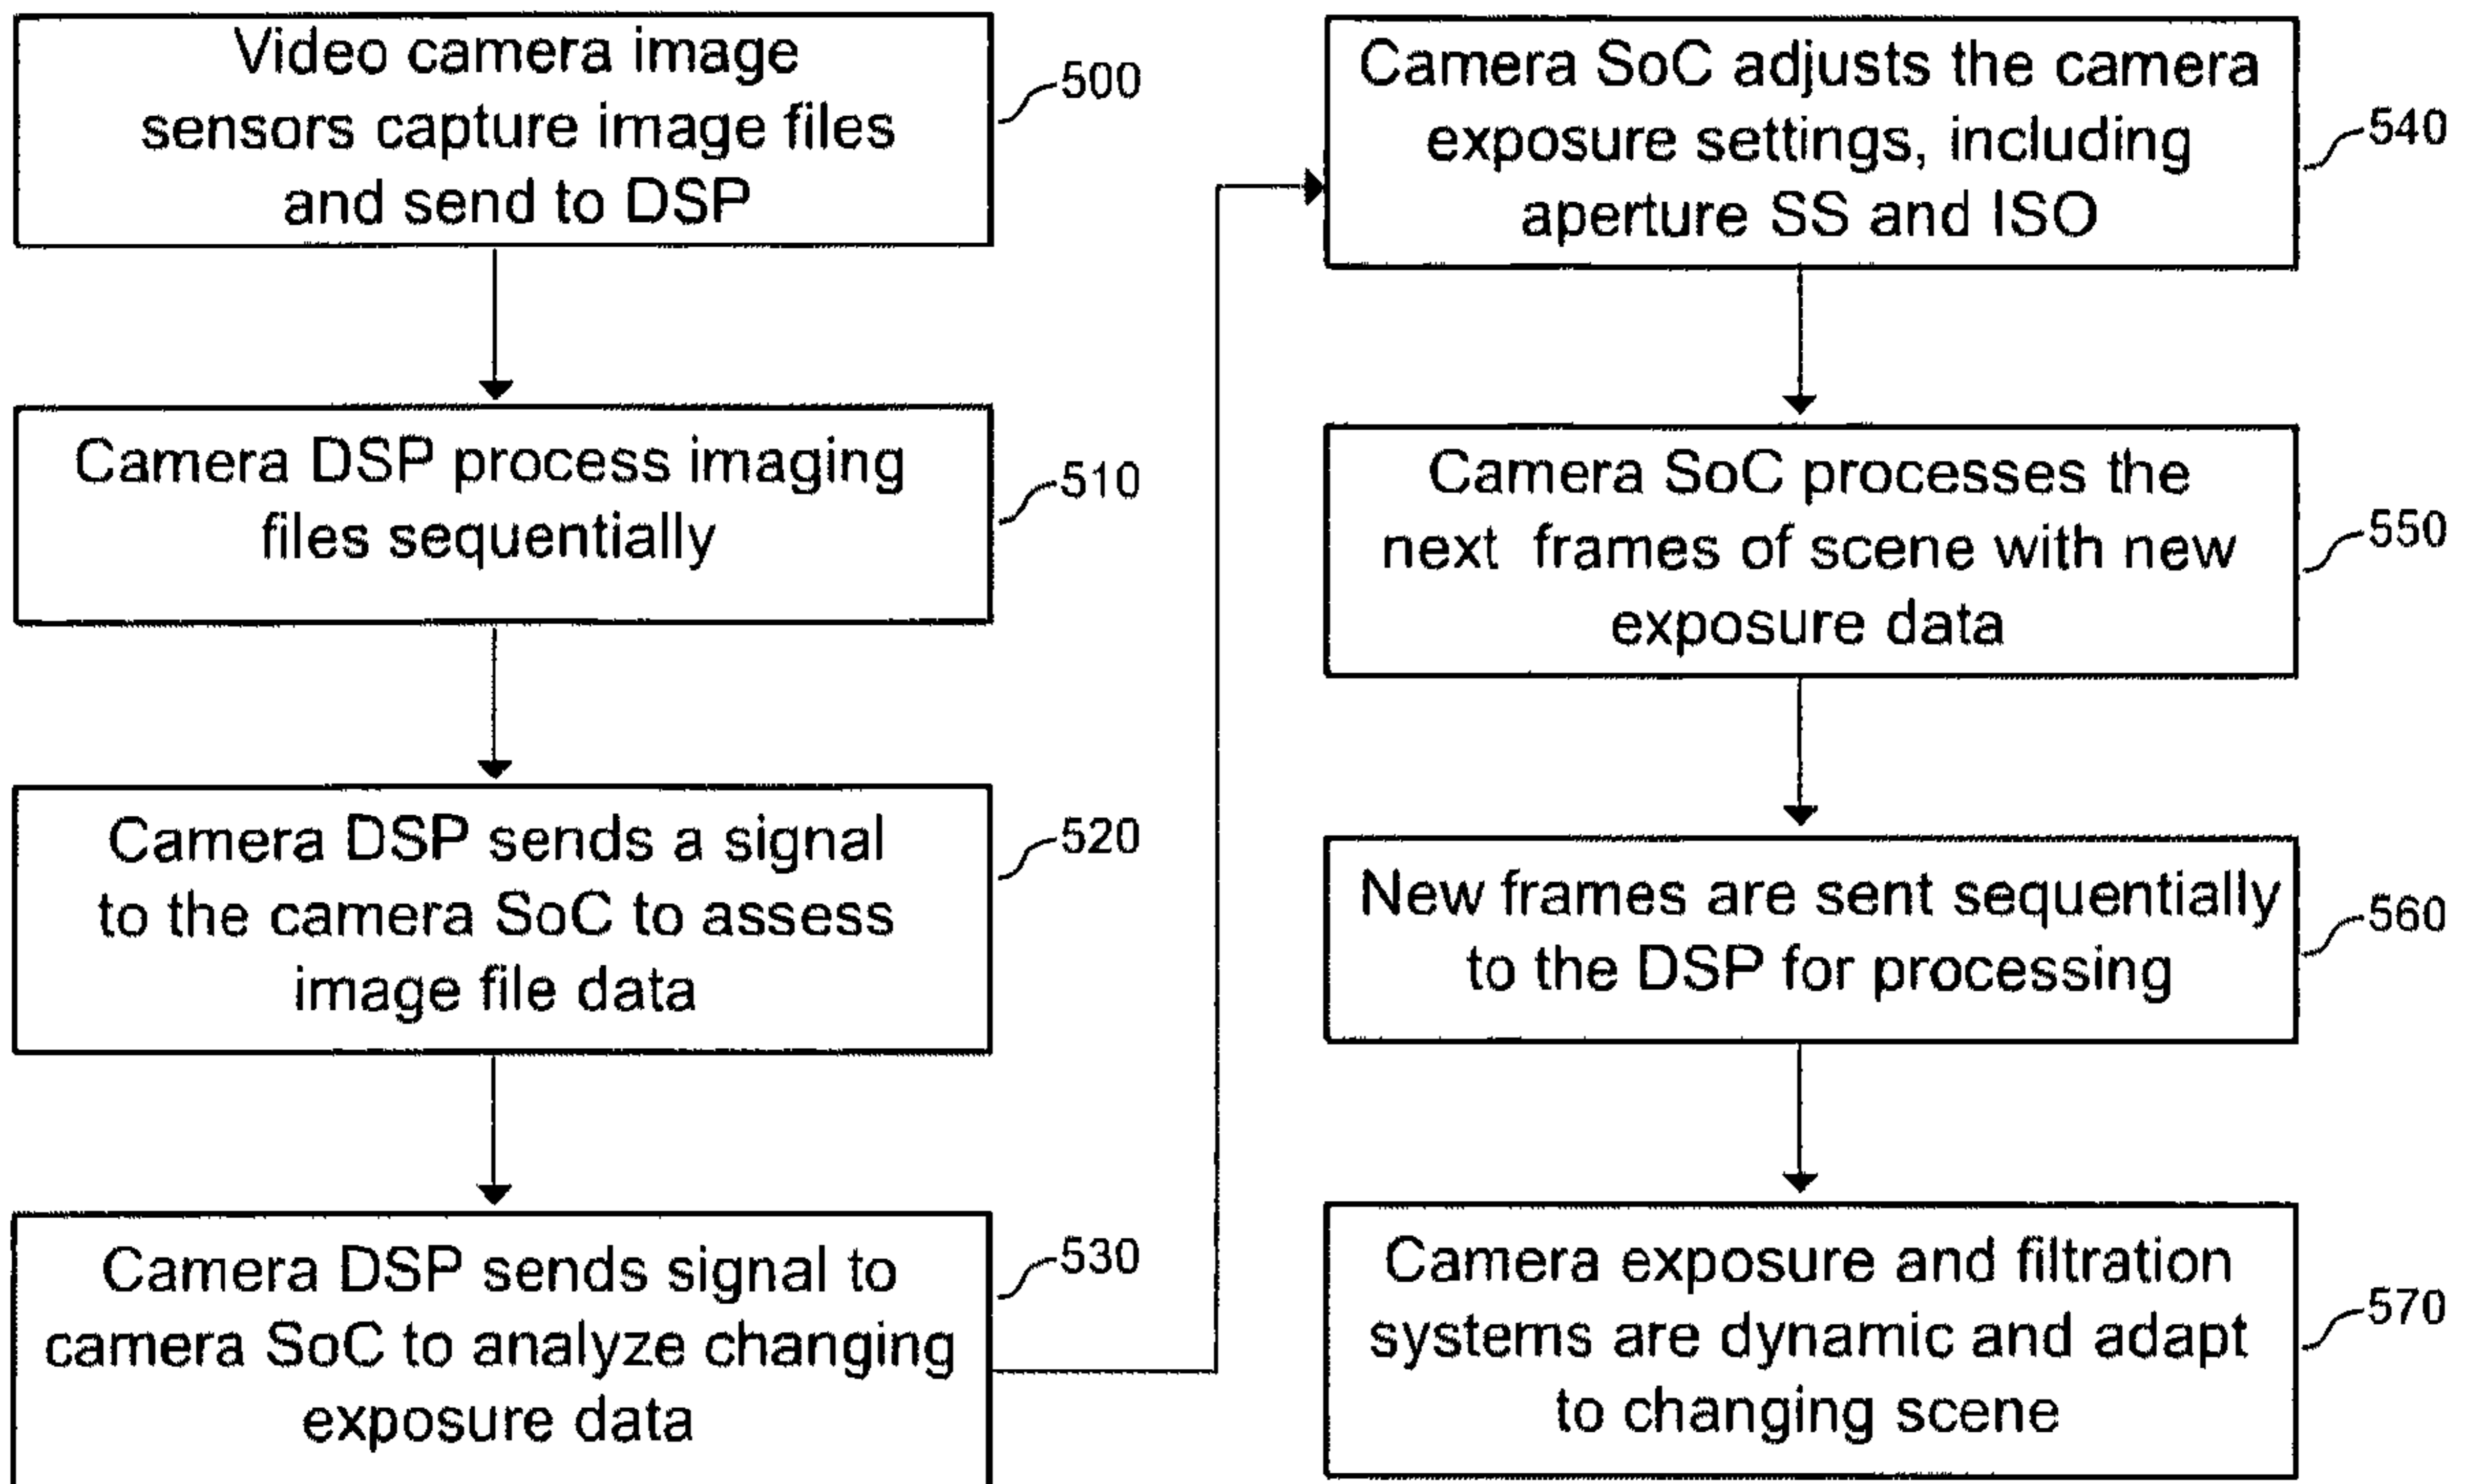 Video camera image
sensors capture image files
and send to DSP
500
Camera DSP process imaging
files sequentially
510
Camera DSP sends a signal
to the camera SoC to assess
image file data
520
Camera DSP sends signal to
camera SoC to analyze changing
exposure data
530
Camera SoC adjusts the camera
exposure settings, including
aperture SS and ISO
540
Camera SoC processes the
next frames of scene with new
exposure data
550
New frames are sent sequentially
to the DSP for processing
560
Camera exposure and filtration
systems are dynamic and adapt
to changing scene
570